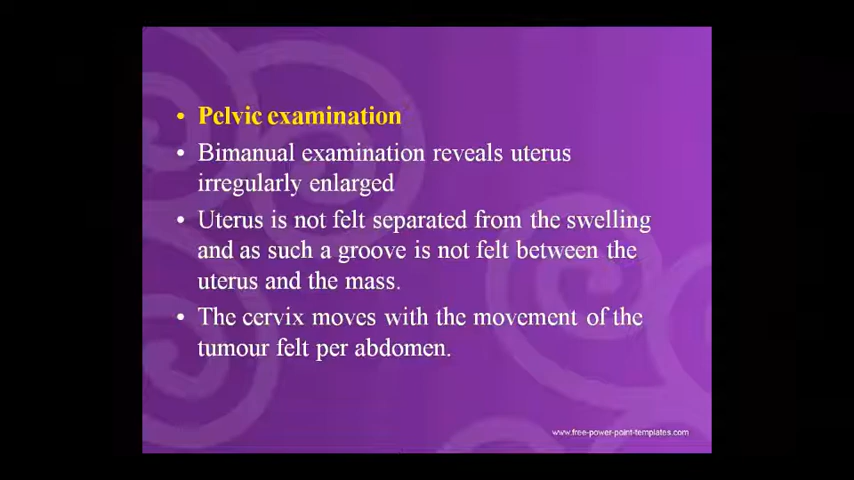 • Pelvic examination
• Bimanual examination reveals uterus
irregularly enlarged
• Uterus is not felt separated from the swelling
and as such a groove is not felt between the
uterus and the mass.
• The cervix moves with the movement of the
tumour felt per abdomen.
www.free-power-point-templates.com